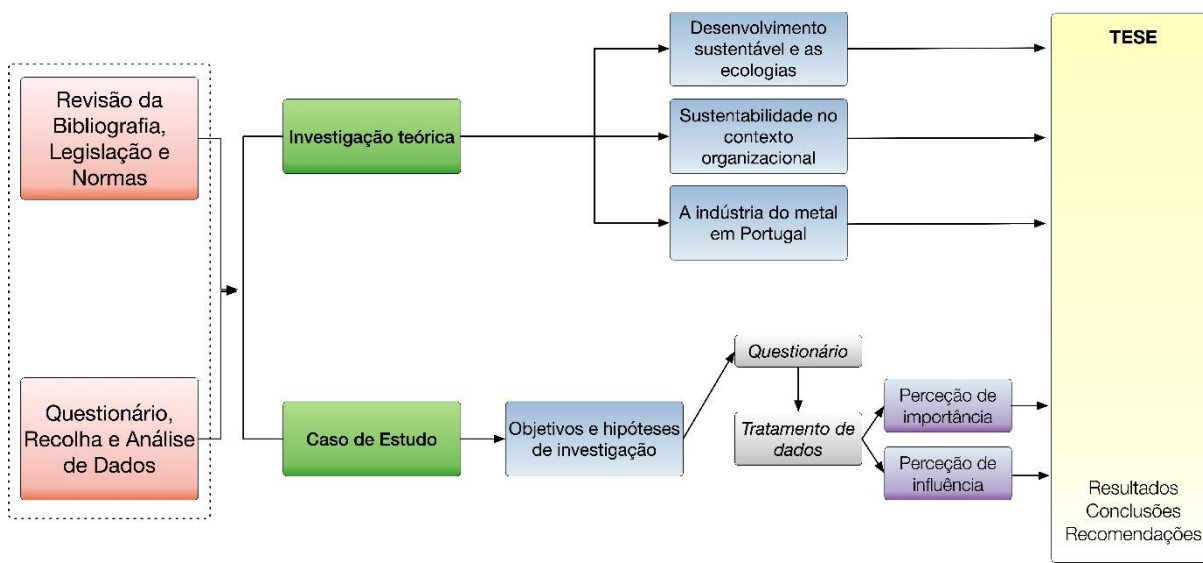 Revisão da
Bibliografia,
Legislação e
Normas
Questionário,
Recolha e Análise
de Dados
Investigação teórica
Caso de Estudo
Desenvolvimento
sustentável e as
ecologias
Sustentabilidade no
contexto
organizacional
A indústria do metal
em Portugal
Objetivos e hipóteses
de investigação
Questionário
Tratamento de
dados
Perceção de
importância
Perceção de
influência
TESE
Resultados
Conclusões
Recomendações